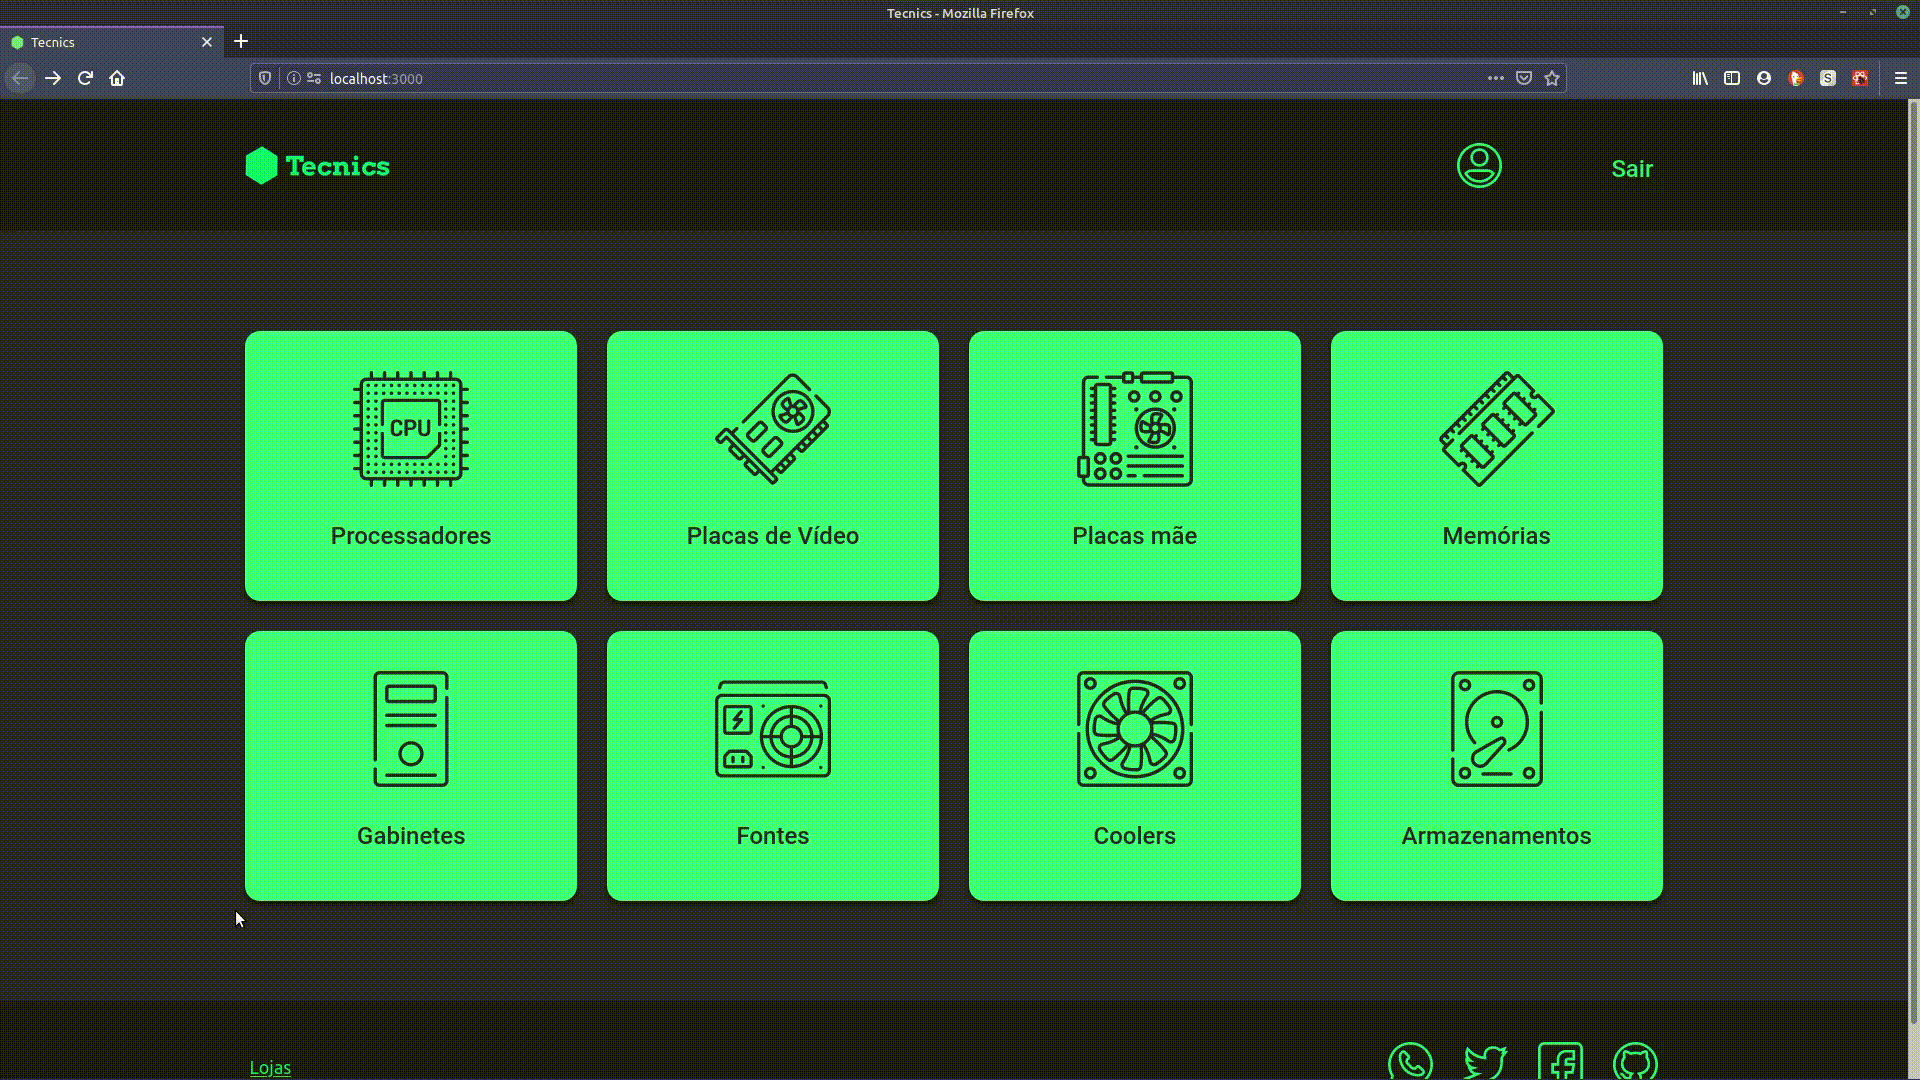 Tecnics - Mozilla Firefox
Tecnics
localhost:3000
S
Tecnics
Sair
CPU
Processadores
Placas de Vídeo
Placas mãe
Memórias
Gabinetes
Fontes
Coolers
Armazenamentos
Lojas